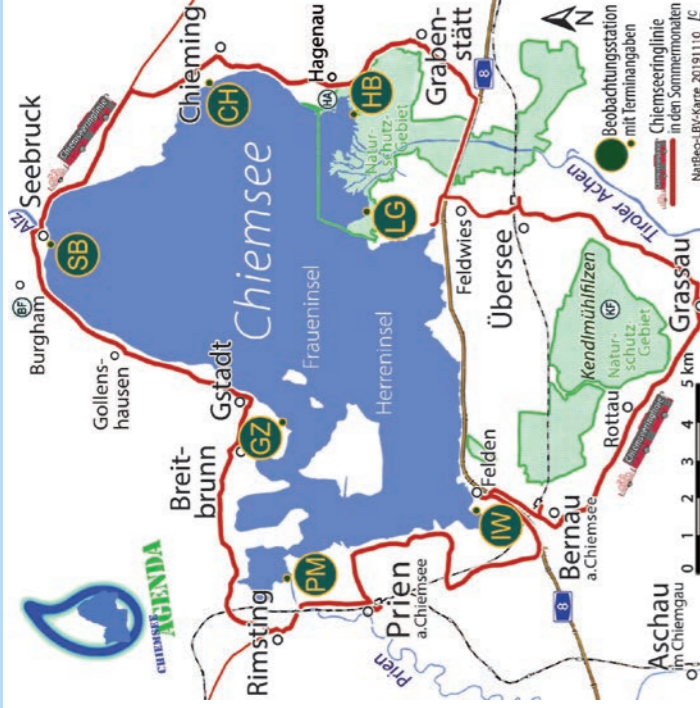 CHIEMSEE
AGENDA
Alz
Seebruck
SB
BF
Burgham
Chiemseeringlinie
Chieming
CH
Gollens-
hausen
Chiemsee
Hagenau
HA
HB
Natur-
schutz-
Gebiet
Graben-
stätt
Gstadt
GZ
Breit-
brunn
Fraueninsel
Herreninsel
LG
8
Rimsting
PM
Prien
a.Chiemsee
Prien
Feldwies
Übersee
Tiroler Achen
Felden
IW
Bernau
a.Chiemsee
8
Kendlmühlfilzen
KF
Natur-
schutz-
Gebiet
Rottau
Grassau
Chiemseeringlinie
Aschau
im Chiemgau
0 1 2 3 4 5 km
N
Beobachtungsstation
mit Terminangaben
Chiemseeringlinie
in den Sommermonaten